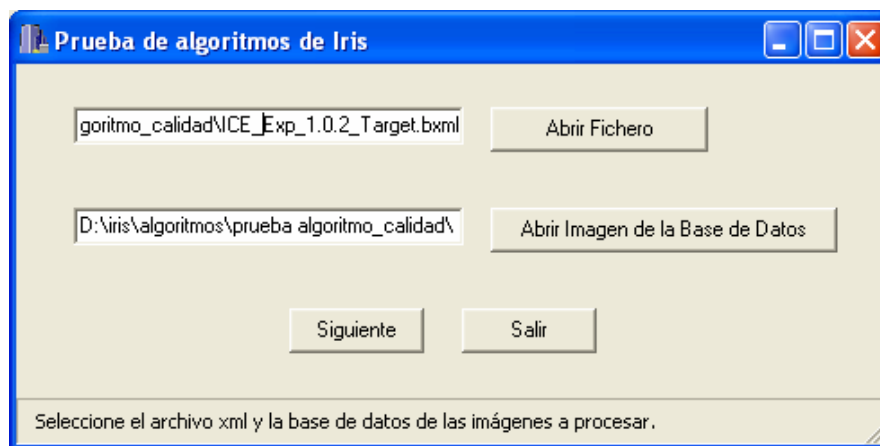 Prueba de algoritmos de Iris
goritmo_calidad\ICE_Exp_1.0.2_Target.bxml
Abrir Fichero
D:\iris\algoritmos\prueba algoritmo_calidad\
Abrir Imagen de la Base de Datos
Siguiente
Salir
Seleccione el archivo xml y la base de datos de las imágenes a procesar.